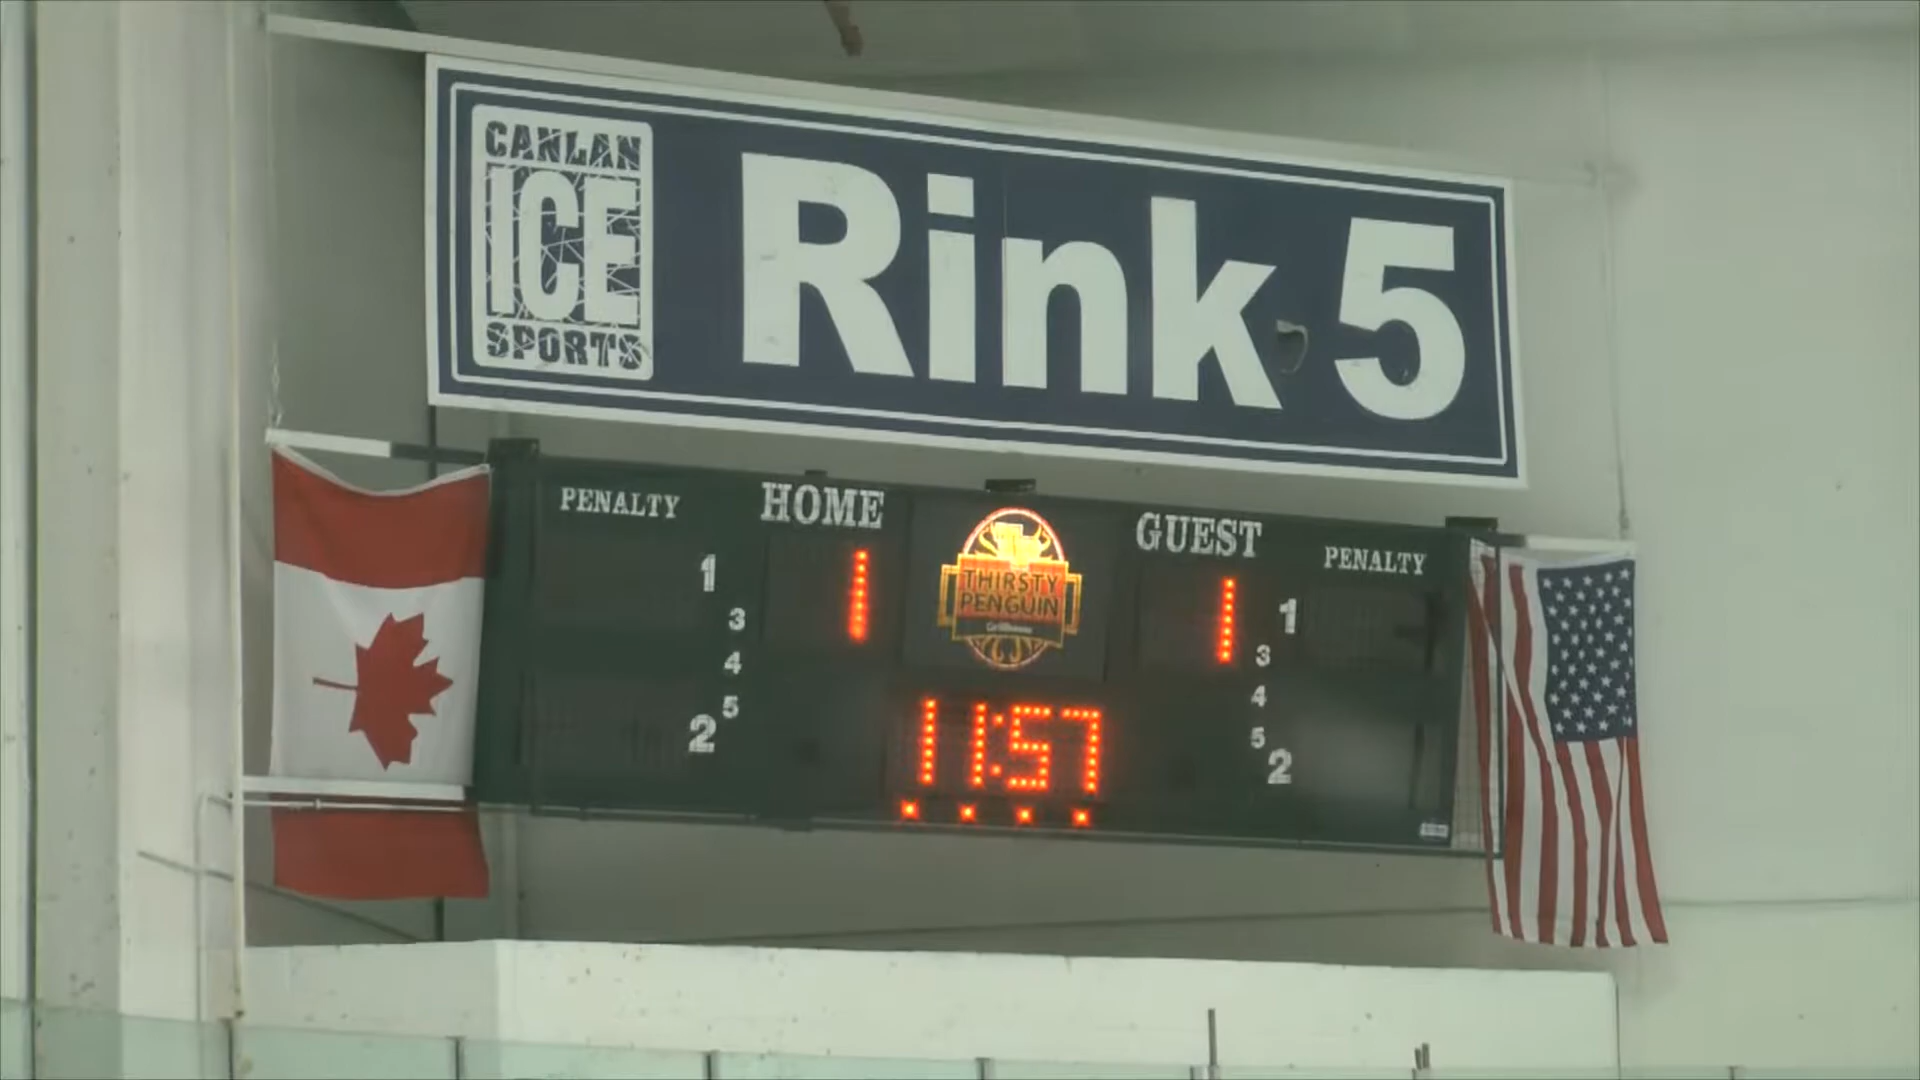 CANLAN
ICE
SPORTS
Rink 5
PENALTY
HOME
GUEST
PENALTY
1
1
THIRSTY
PENGUIN
1
1
3
3
4
4
5
5
2
2
11:57